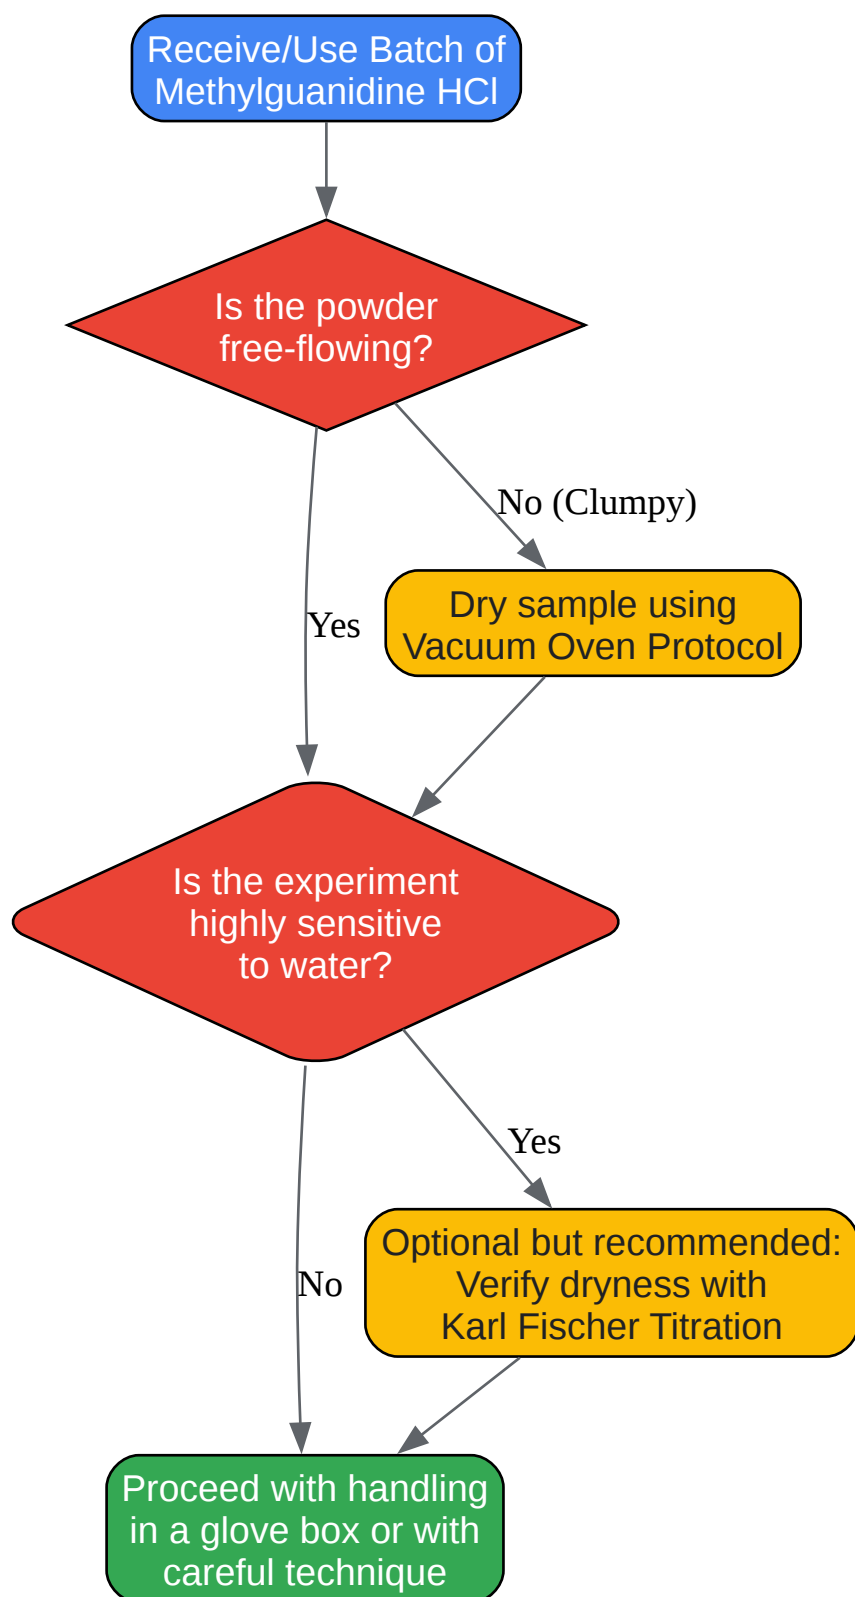 Receive/Use Batch of
Methylguanidine HCl
Is the powder
free-flowing?
No (Clumpy)
Yes
Dry sample using
Vacuum Oven Protocol
Is the experiment
highly sensitive
to water?
Yes
No
Optional but recommended:
Verify dryness with
Karl Fischer Titration
Proceed with handling
in a glove box or with
careful technique